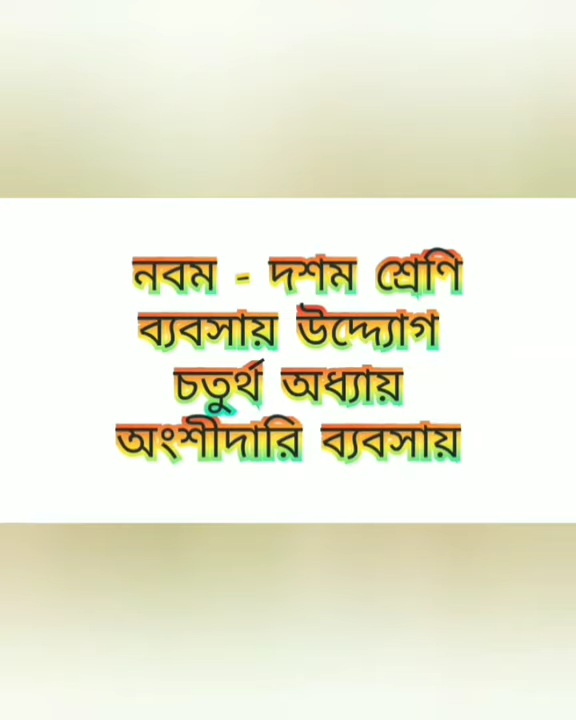 নবম - দশম শ্রেণি
ব্যবসায় উদ্দ্যোগ
চতুর্থ অধ্যায়
অংশীদারি ব্যবসায়